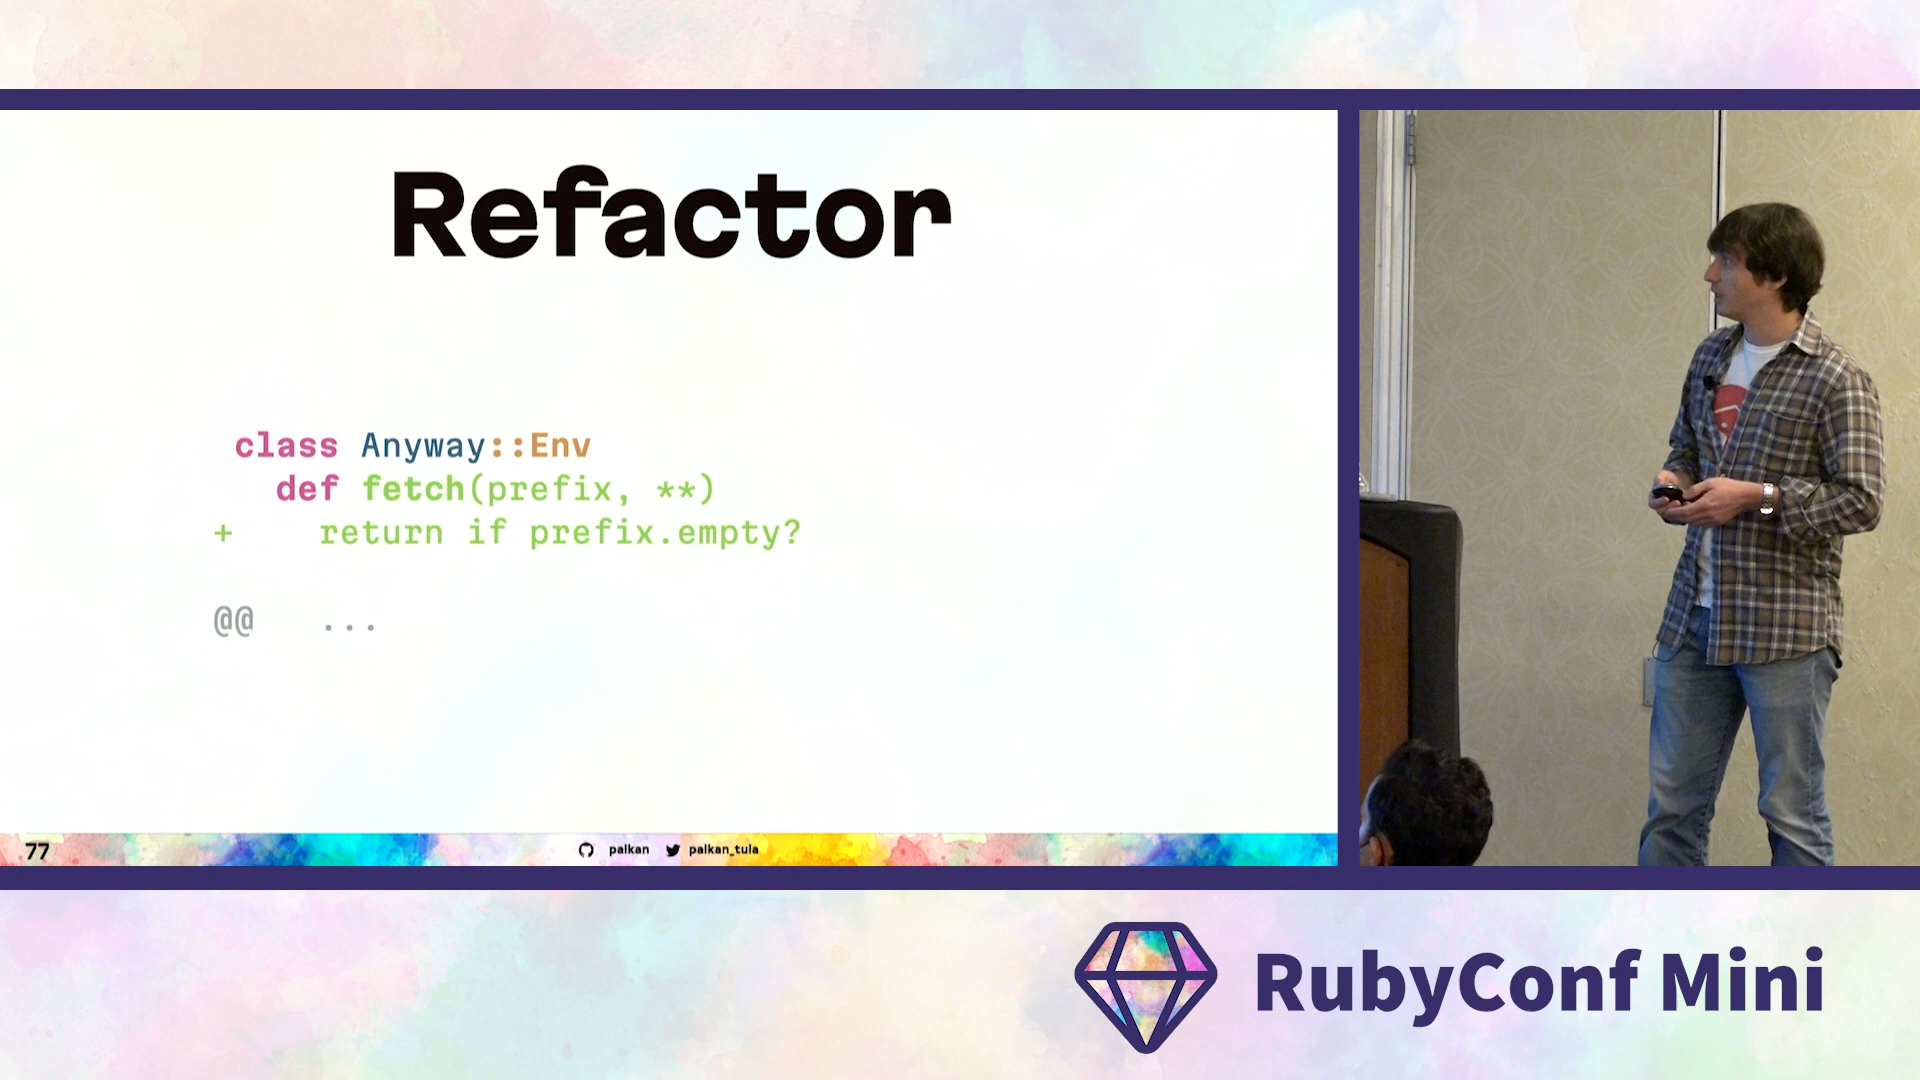 Refactor
class Anyway::Env
def fetch(prefix, **)
+ return if prefix.empty?
@@ ...
77
palkan
palkan_tula
RubyConf Mini